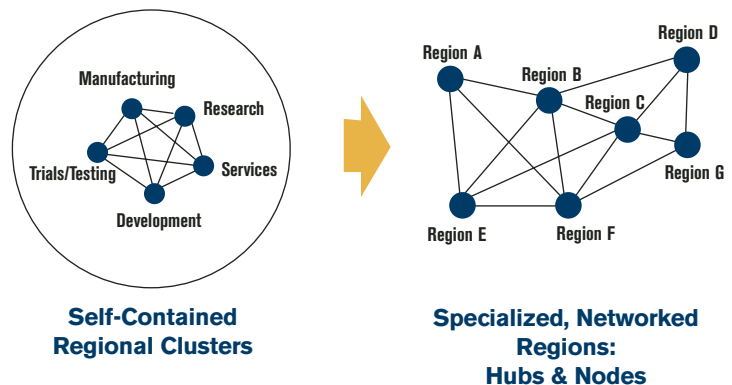 Manufacturing
Research
Trials/Testing
Services
Development
Self-Contained
Regional Clusters
Region D
Region A
Region B
Region C
Region G
Region E
Region F
Specialized, Networked
Regions:
Hubs & Nodes